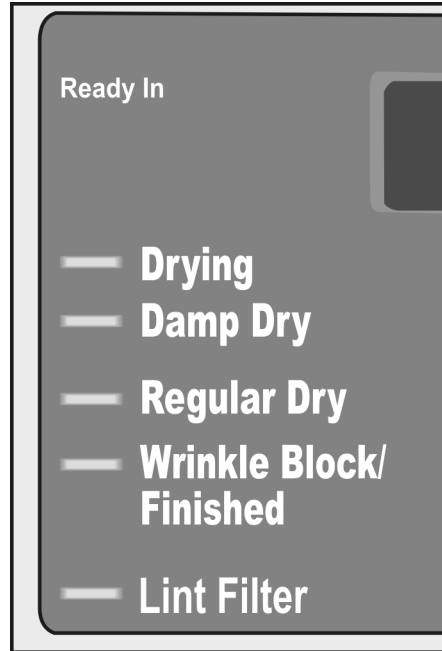 Ready In
Drying
Damp Dry
Regular Dry
Wrinkle Block/
Finished
Lint Filter